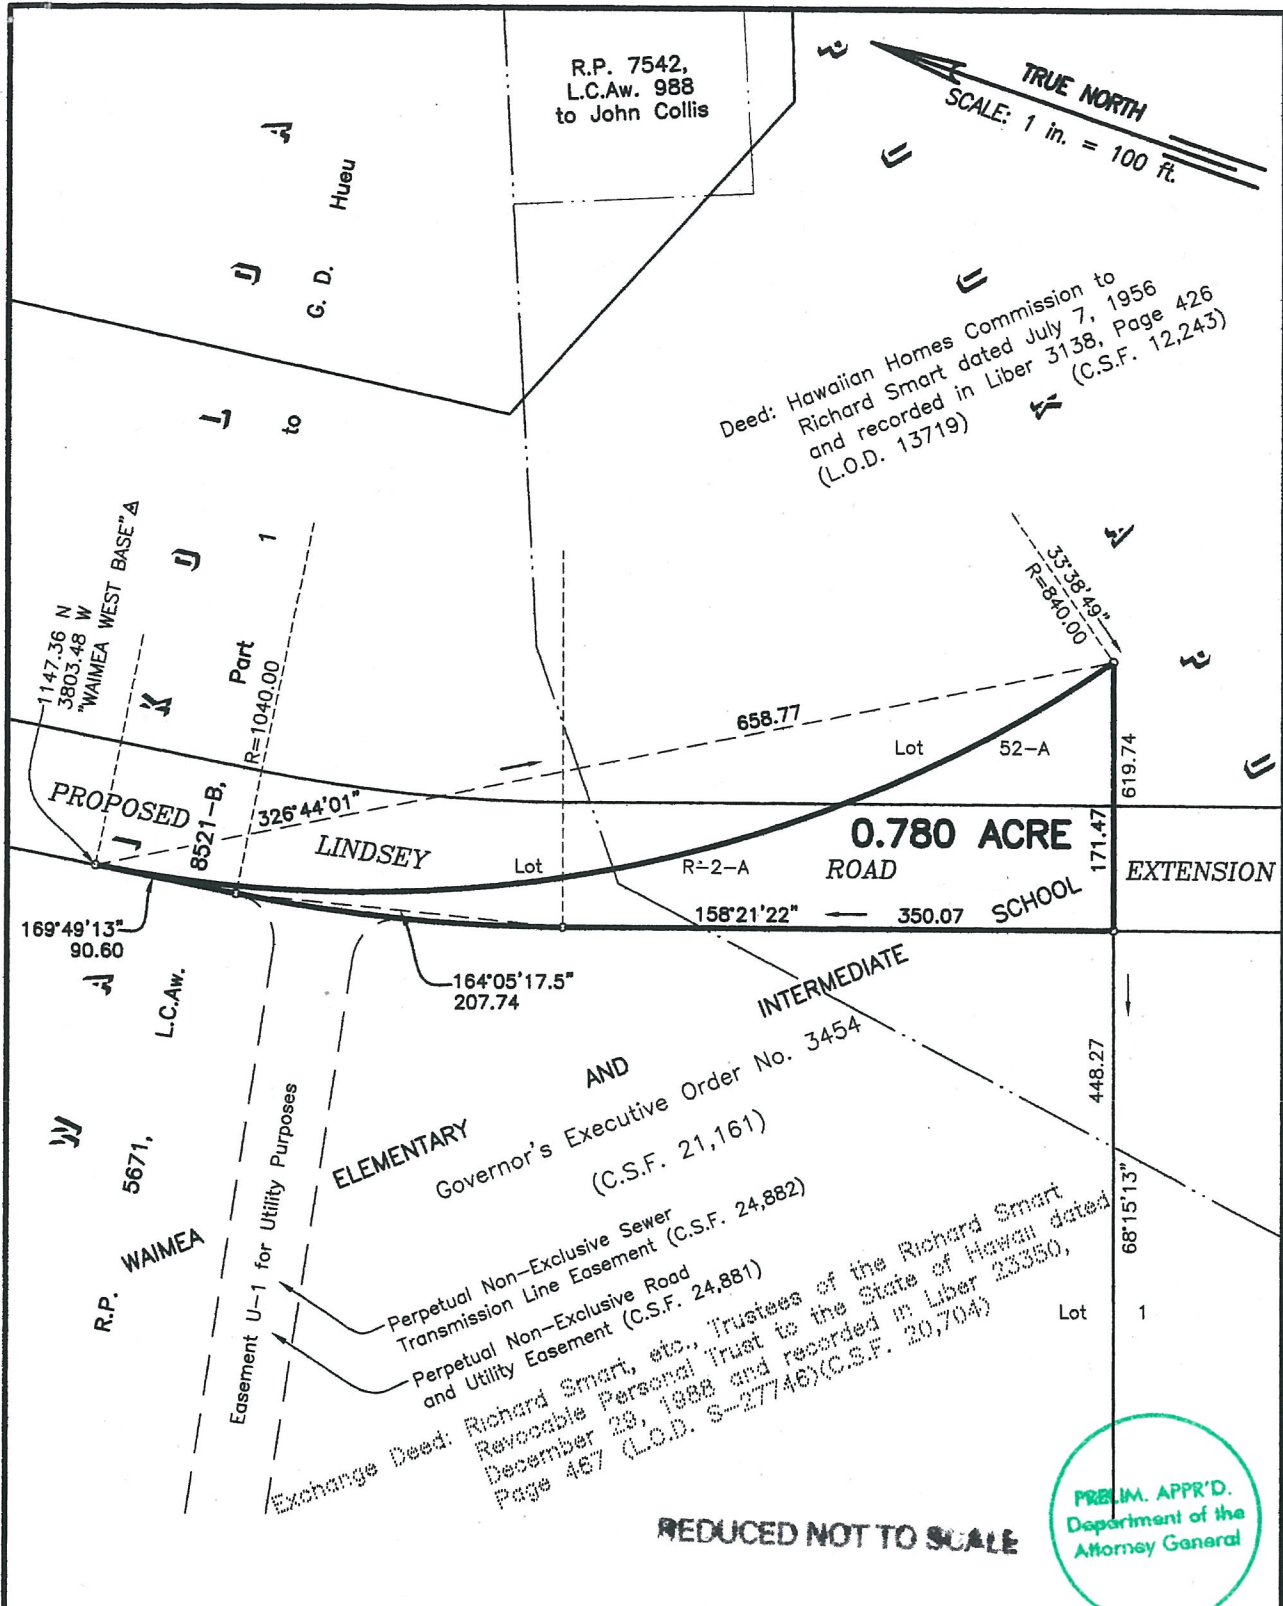 R.P. 7542,
L.C.Aw. 988
to John Collis
TRUE NORTH
SCALE: 1 in. = 100 ft.
G. D. Hueu
to
Part 1
8521-B,
L.C.Aw.
5671,
R.P.
PUUKAPU
WAIAUIA
Deed: Hawaiian Homes Commission to
Richard Smart dated July 7, 1956
and recorded in Liber 3138, Page 426
(L.O.D. 13719) (C.S.F. 12,243)
1147.36 N
3803.48 W
"WAIMEA WEST BASE"
R=1040.00
33°38'49"
R=840.00
658.77
Lot 52-A
619.74
PROPOSED
LINDSEY
ROAD
EXTENSION
326°44'01"
0.780 ACRE
171.47
Lot R-2-A
169°49'13"
90.60
158°21'22"
350.07
164°05'17.5"
207.74
WAIMEA
ELEMENTARY
AND
INTERMEDIATE
SCHOOL
Governor's Executive Order No. 3454
(C.S.F. 21,161)
448.27
68°15'13"
Easement U-1 for Utility Purposes
Perpetual Non-Exclusive Sewer
Transmission Line Easement (C.S.F. 24,882)
Perpetual Non-Exclusive Road
and Utility Easement (C.S.F. 24,881)
Exchange Deed: Richard Smart, etc., Trustees of the Richard Smart
Revocable Personal Trust to the State of Hawaii dated
December 29, 1988 and recorded in Liber 23350,
Page 467 (L.O.D. S-27746)(C.S.F. 20,704)
Lot 1
REDUCED NOT TO SCALE
PRELIM. APPR'D.
Department of the
Attorney General